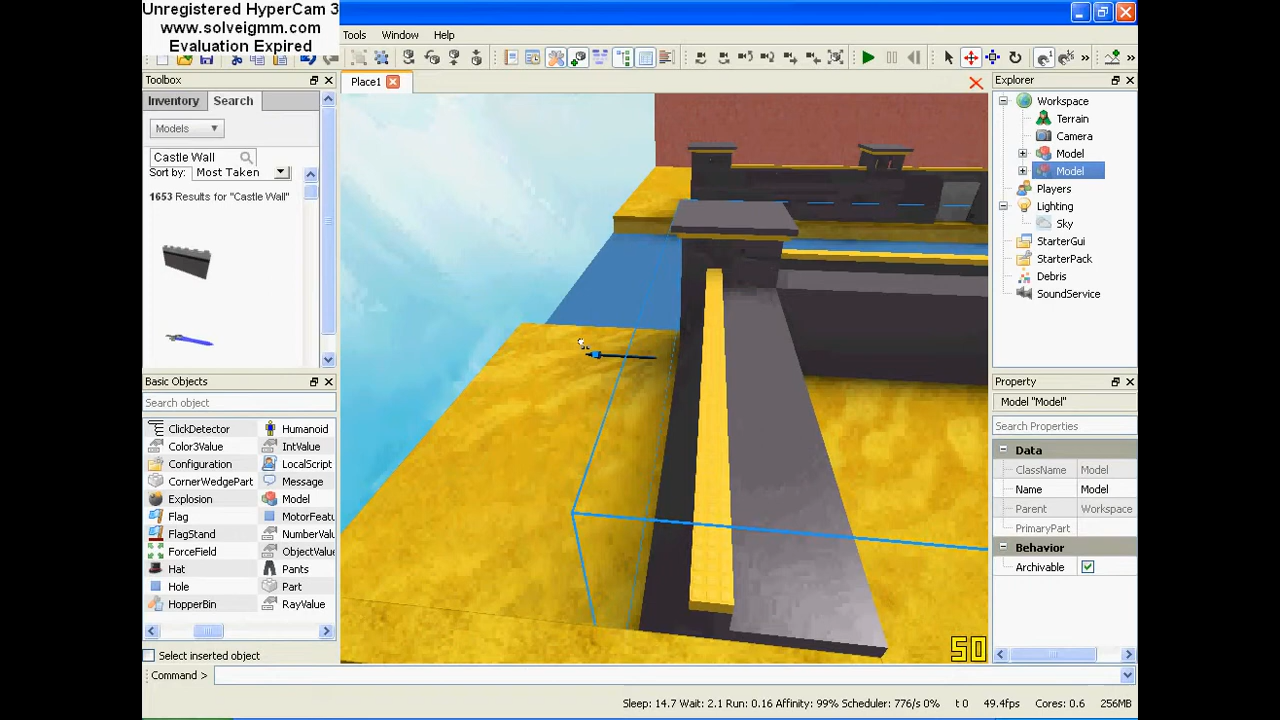 Unregistered HyperCam 3
www.solveigmm.com
Evaluation Expired
Tools Window Help
Toolbox
Place1
Explorer
Inventory Search
Models
Castle Wall
Sort by: Most Taken
1653 Results for "Castle Wall"
Workspace
Terrain
Camera
Model
Model
Players
Lighting
Sky
StarterGui
StarterPack
Debris
SoundService
Basic Objects
Search object
ClickDetector Humanoid
Color3Value IntValue
Configuration LocalScript
CornerWedgePart Message
Explosion Model
Flag MotorFeatu
FlagStand NumberValu
ForceField ObjectValu
Hat Pants
Hole Part
HopperBin RayValue
Select inserted object
Property
Model "Model"
Search Properties
Data
ClassName Model
Name Model
Parent Workspace
PrimaryPart
Behavior
Archivable
50
Command >
Sleep: 14.7 Wait: 2.1 Run: 0.16 Affinity: 99% Scheduler: 776/s 0% t 0 49.4fps Cores: 0.6 256MB